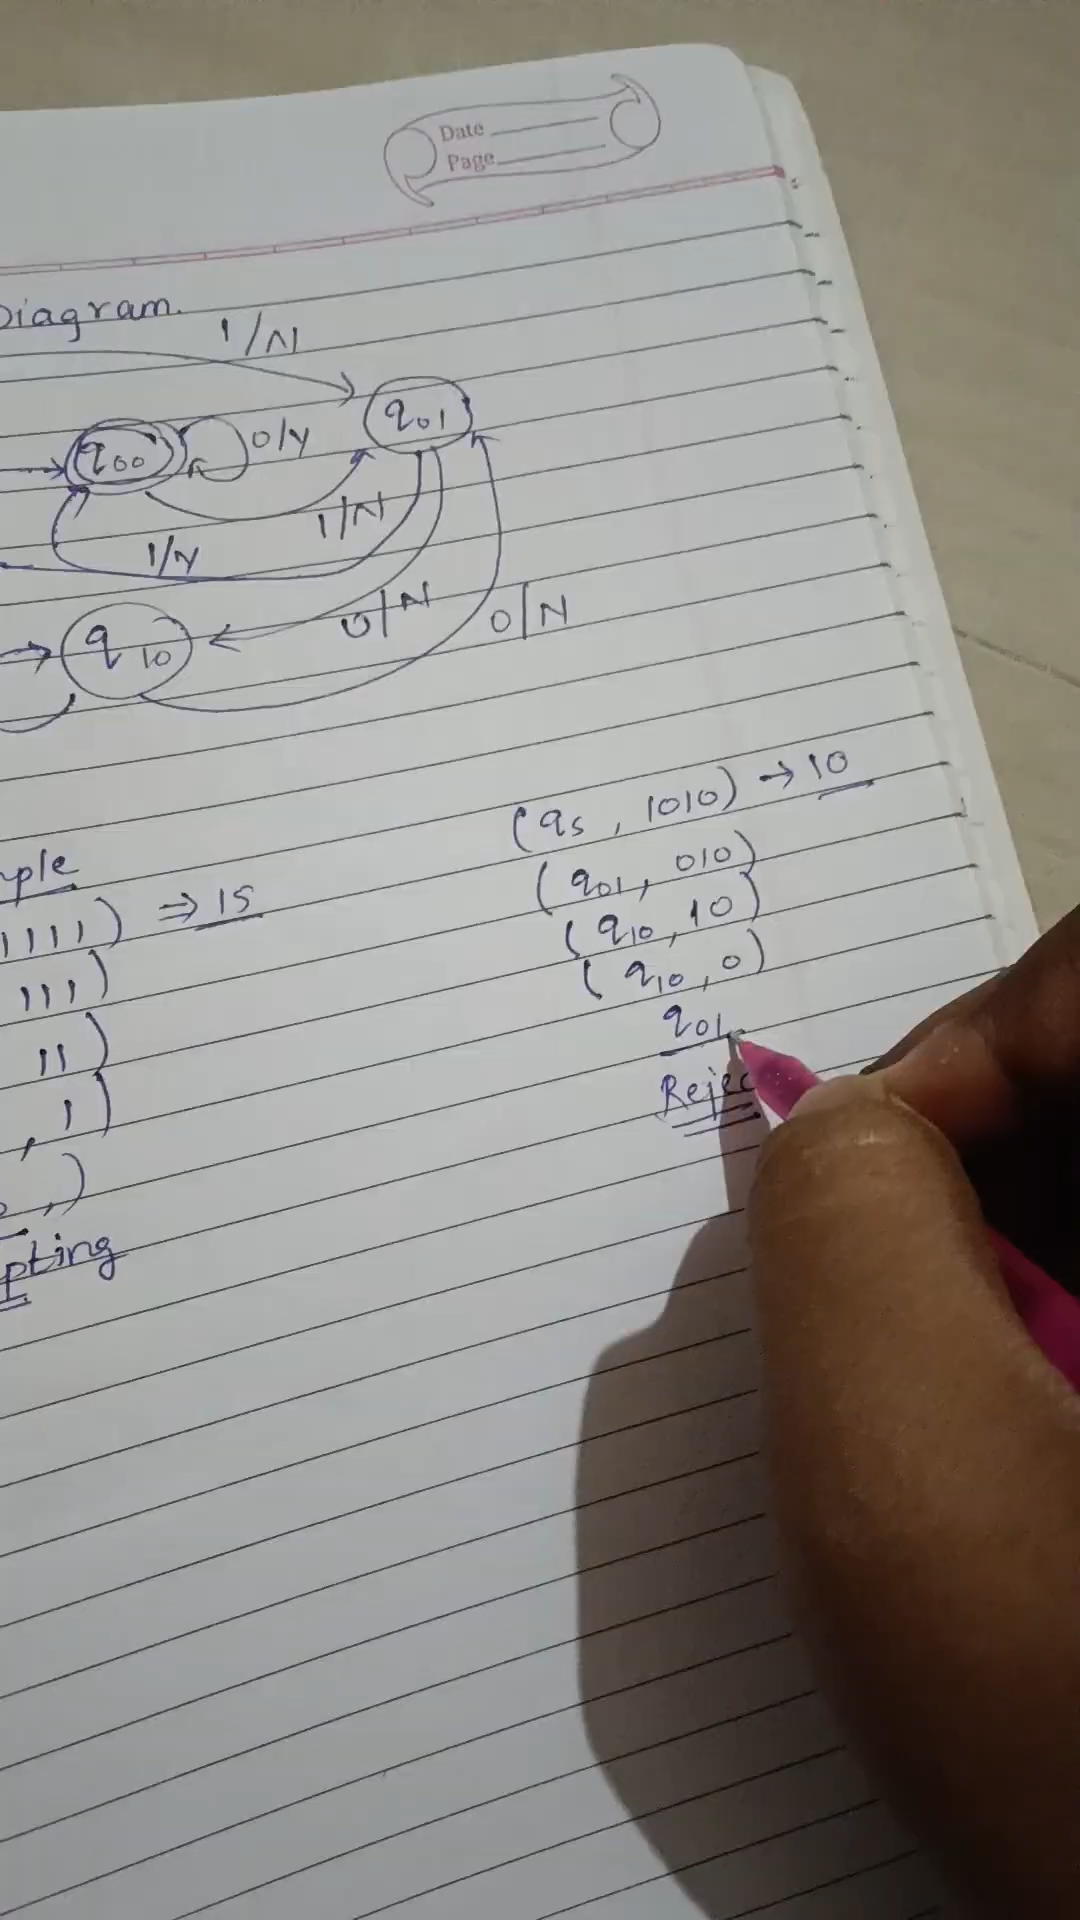 Date
Page
Diagram.
1/N
q01
q00
0/Y
1/N
1/Y
0/N
0/N
q10
(qs, 1010) → 10
(q01, 010)
(q10, 10)
(q10, 0)
q01
Rejec
mple
1111) ⇒ 15
111)
11)
, 1)
, )
pting